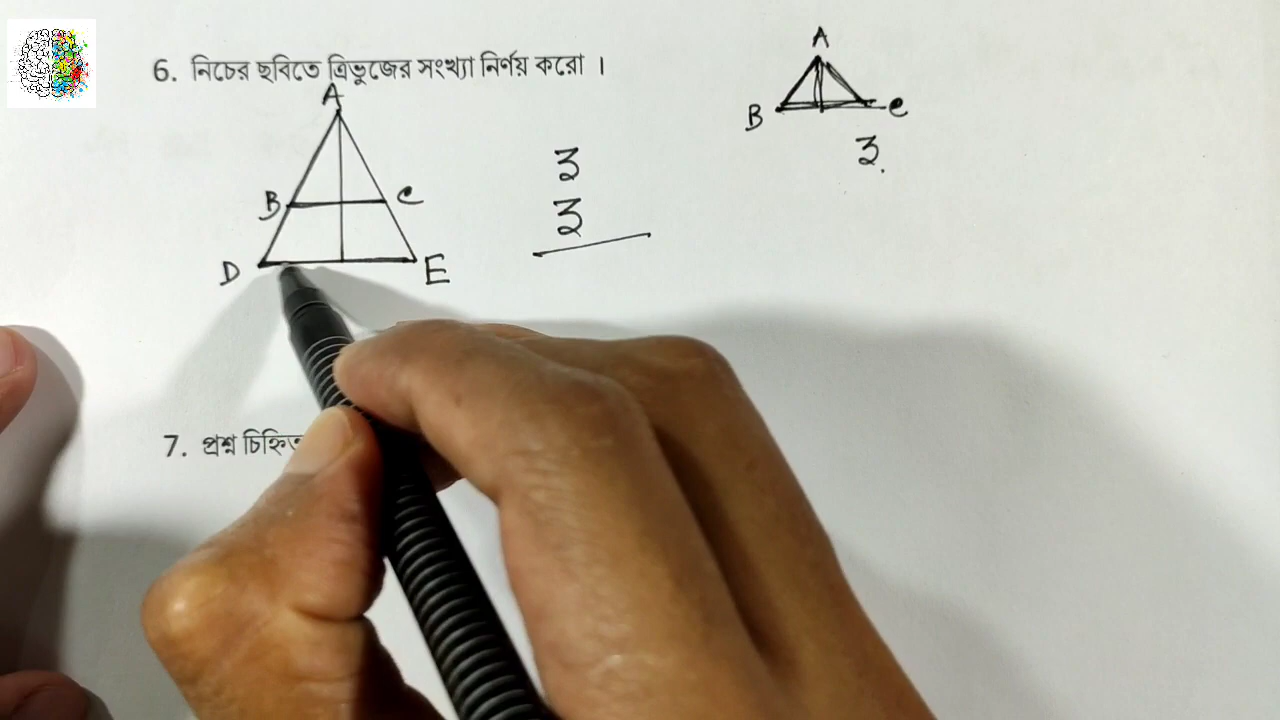 6. নিচের ছবিতে ত্রিভুজের সংখ্যা নির্ণয় করো ।
A
B C
D E
3
3
A
B C
3.
7. প্রশ্ন